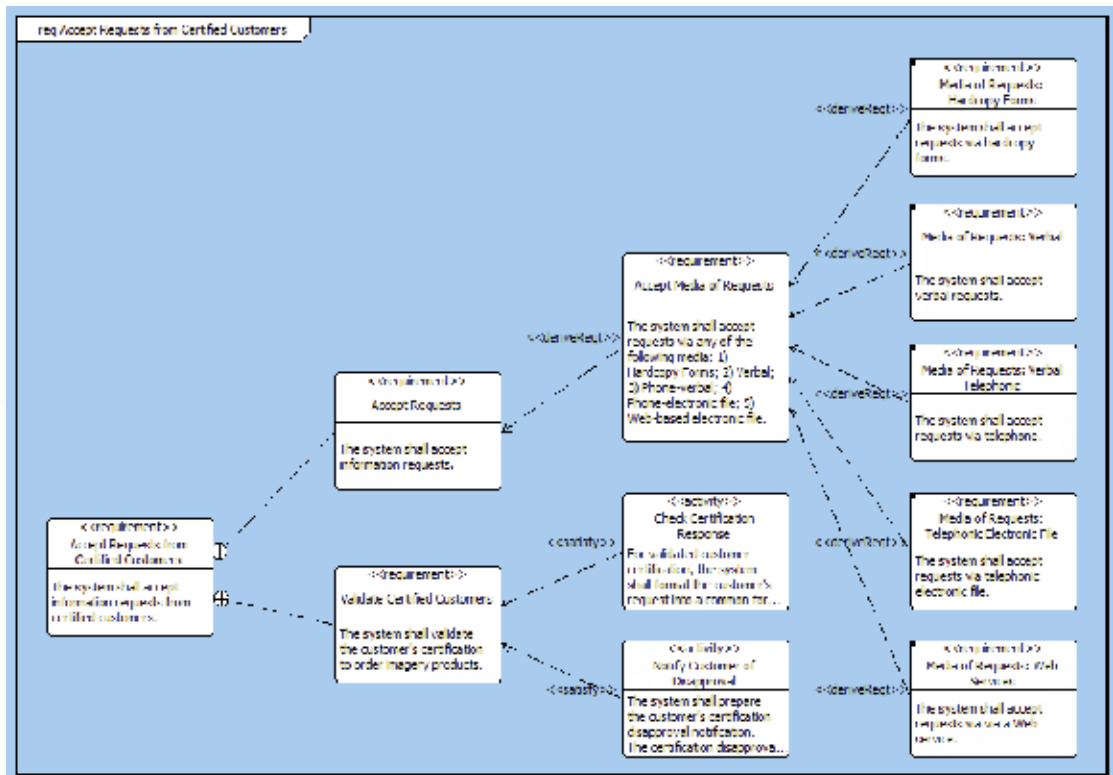 req Accept Requests from Certified Customers
<<requirement>>
Media of Requests:
Hardcopy Forms
The system shall accept
requests via hardcopy
forms.
<<deriveReqt>>
<<requirement>>
Media of Requests: Verbal
The system shall accept
verbal requests.
<<deriveReqt>>
<<requirement>>
Accept Media of Requests
The system shall accept
requests via any of the
following media: 1)
Hardcopy Forms; 2) Verbal;
3) Phone-verbal; 4)
Phone-electronic file; 5)
Web-based electronic file.
<<deriveReqt>>
<<requirement>>
Media of Requests: Verbal
Telephonic
The system shall accept
requests via telephone.
<<deriveReqt>>
<<requirement>>
Accept Requests
The system shall accept
information requests.
<<requirement>>
Media of Requests:
Telephonic Electronic File
The system shall accept
requests via telephonic
electronic file.
<<deriveReqt>>
<<activity>>
Check Certification
Response
For validated customer
certification, the system
shall format the customer's
request into a common for...
<<satisfy>>
<<requirement>>
Accept Requests from
Certified Customers
The system shall accept
information requests from
certified customers.
<<requirement>>
Validate Certified Customers
The system shall validate
the customer's certification
to order imagery products.
<<activity>>
Notify Customer of
Disapproval
The system shall prepare
the customer's certification
disapproval notification.
The certification disapprova...
<<satisfy>>
<<requirement>>
Media of Requests: Web
Services
The system shall accept
requests via via a Web
service.
<<deriveReqt>>